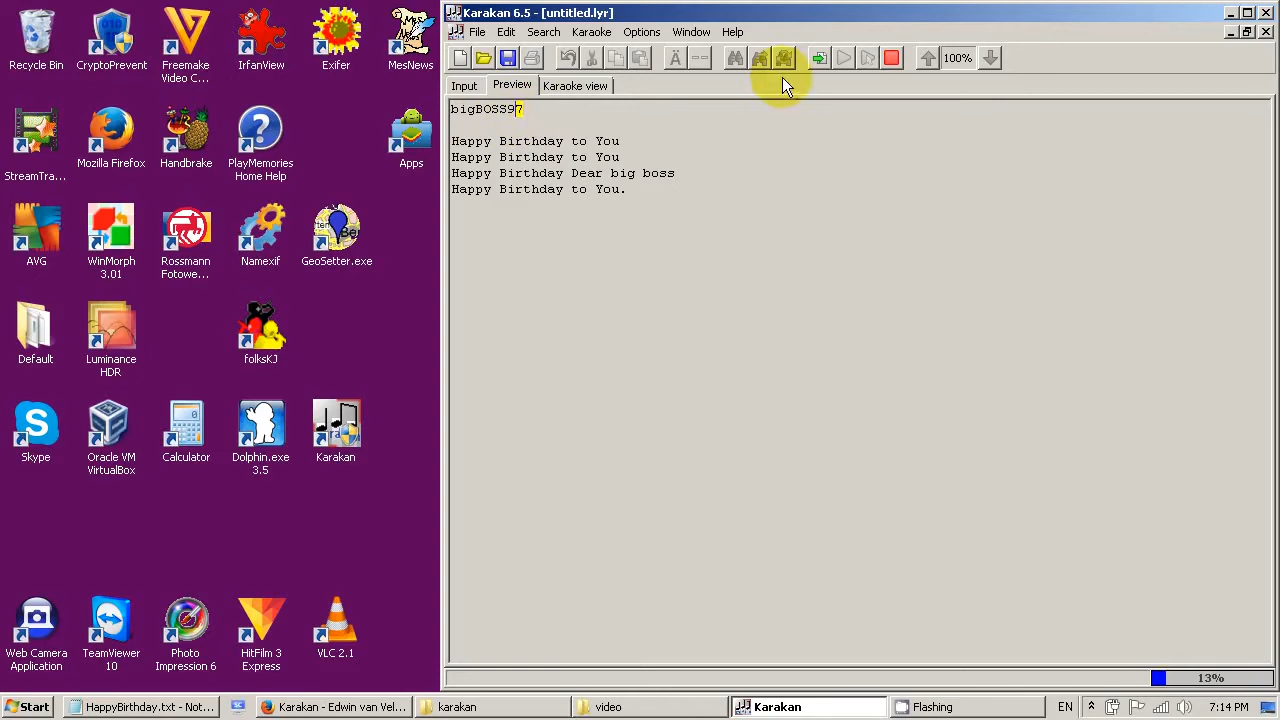 Karakan 6.5 - [untitled.lyr]
File Edit Search Karaoke Options Window Help
Ä -- 100%
Input Preview Karaoke view
bigBOSS97
Happy Birthday to You
Happy Birthday to You
Happy Birthday Dear big boss
Happy Birthday to You.
13%
Recycle Bin
CryptoPrevent
Freemake Video C...
IrfanView
Exifer
MesNews
StreamTra...
Mozilla Firefox
Handbrake
PlayMemories Home Help
Apps
AVG
WinMorph 3.01
Rossmann Fotowe...
Namexif
GeoSetter.exe
Default
Luminance HDR
folksKJ
Skype
Oracle VM VirtualBox
Calculator
Dolphin.exe 3.5
Karakan
Web Camera Application
TeamViewer 10
Photo Impression 6
HitFilm 3 Express
VLC 2.1
Start
HappyBirthday.txt - Not...
Karakan - Edwin van Vel...
karakan
video
Karakan
Flashing
EN
7:14 PM